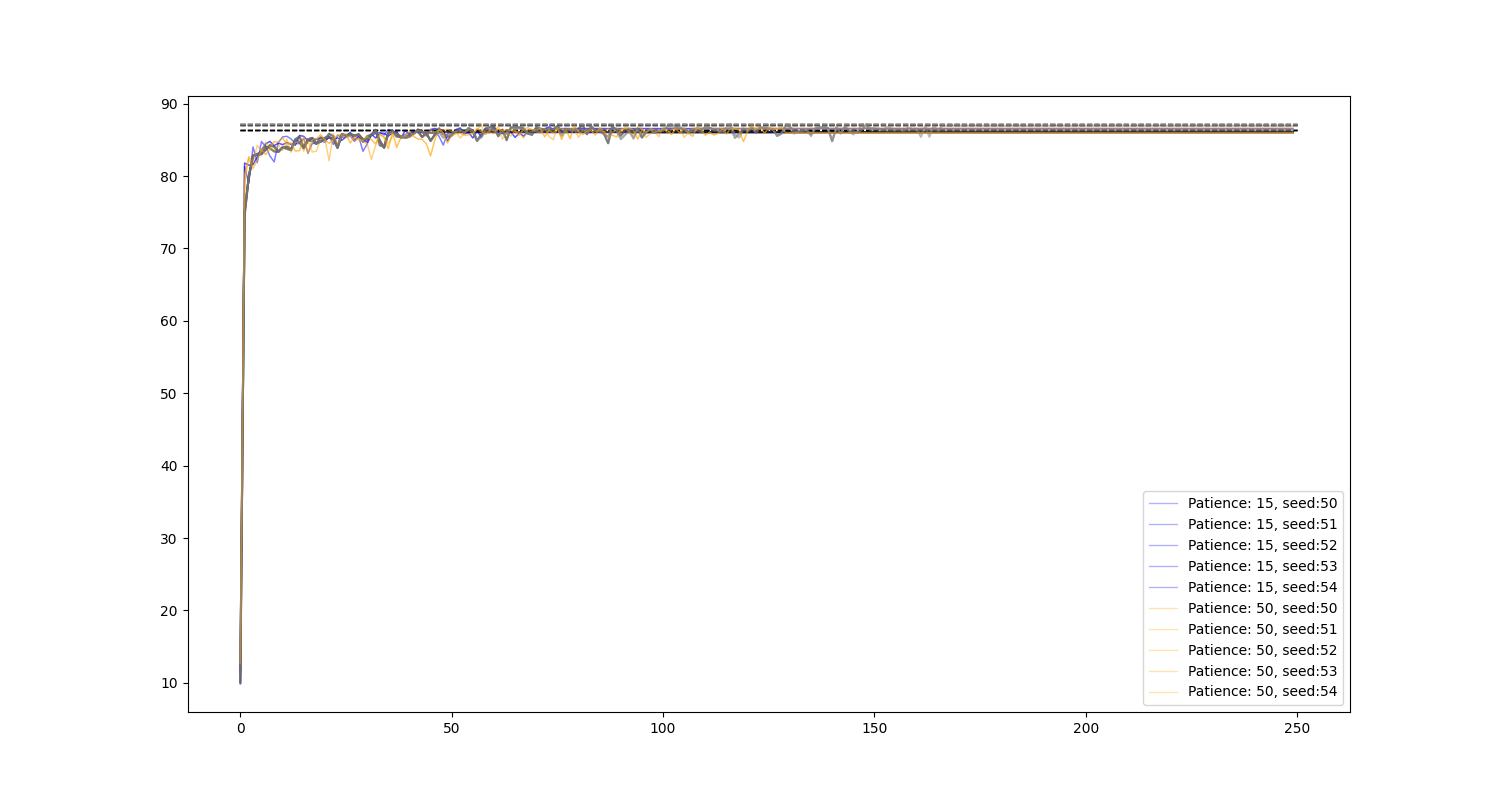 90
80
70
60
50
40
30
20
10
0 50 100 150 200 250
Patience: 15, seed:50
Patience: 15, seed:51
Patience: 15, seed:52
Patience: 15, seed:53
Patience: 15, seed:54
Patience: 50, seed:50
Patience: 50, seed:51
Patience: 50, seed:52
Patience: 50, seed:53
Patience: 50, seed:54